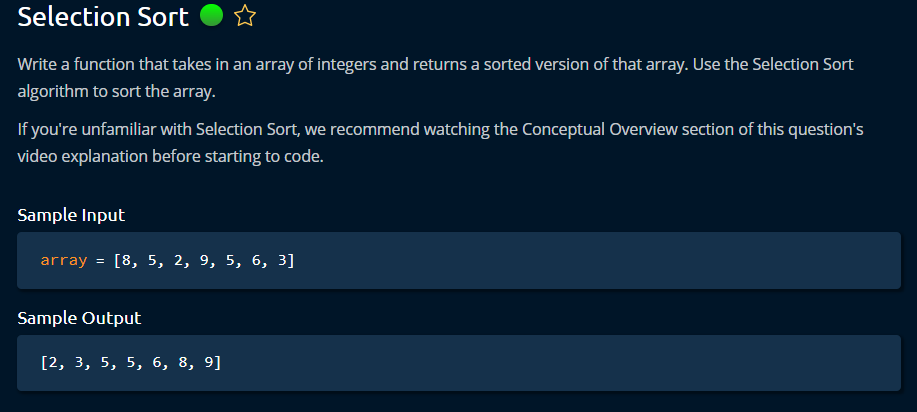 Selection Sort
Write a function that takes in an array of integers and returns a sorted version of that array. Use the Selection Sort
algorithm to sort the array.
If you're unfamiliar with Selection Sort, we recommend watching the Conceptual Overview section of this question's
video explanation before starting to code.
Sample Input
array = [8, 5, 2, 9, 5, 6, 3]
Sample Output
[2, 3, 5, 5, 6, 8, 9]